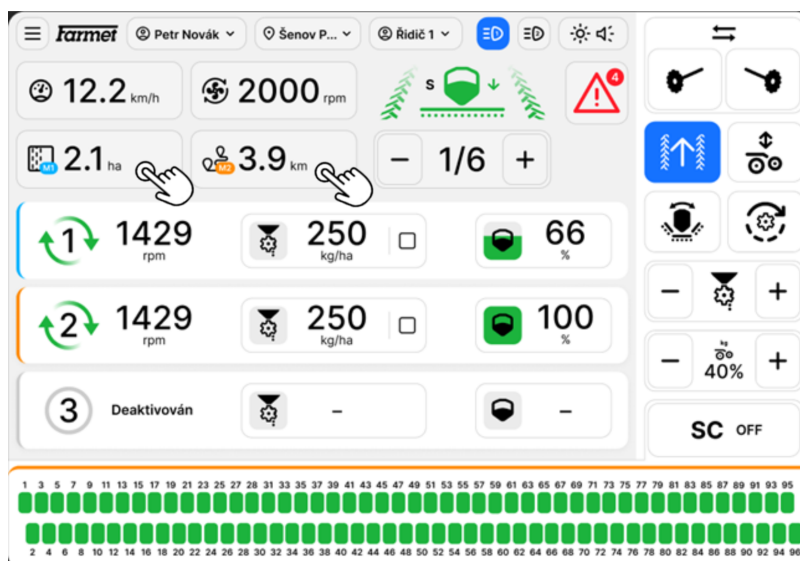 Farmet Petr Novák Šenov P... Řidič 1
12.2 km/h 2000 rpm S 4
M1 2.1 ha M2 3.9 km 1/6
1 1429 rpm 250 kg/ha 66 %
2 1429 rpm 250 kg/ha 100 %
3 Deaktivován – –
kg
40%
SC OFF
1 3 5 7 9 11 13 15 17 19 21 23 25 27 28 31 33 35 37 39 41 43 45 47 49 51 53 55 57 59 61 63 65 67 69 71 73 75 77 79 81 83 85 87 89 91 93 95
2 4 6 8 10 12 14 16 18 20 22 24 26 28 30 32 34 36 38 40 42 44 46 48 50 52 54 56 58 60 62 64 66 68 70 72 74 76 78 80 82 84 86 88 90 92 94 96